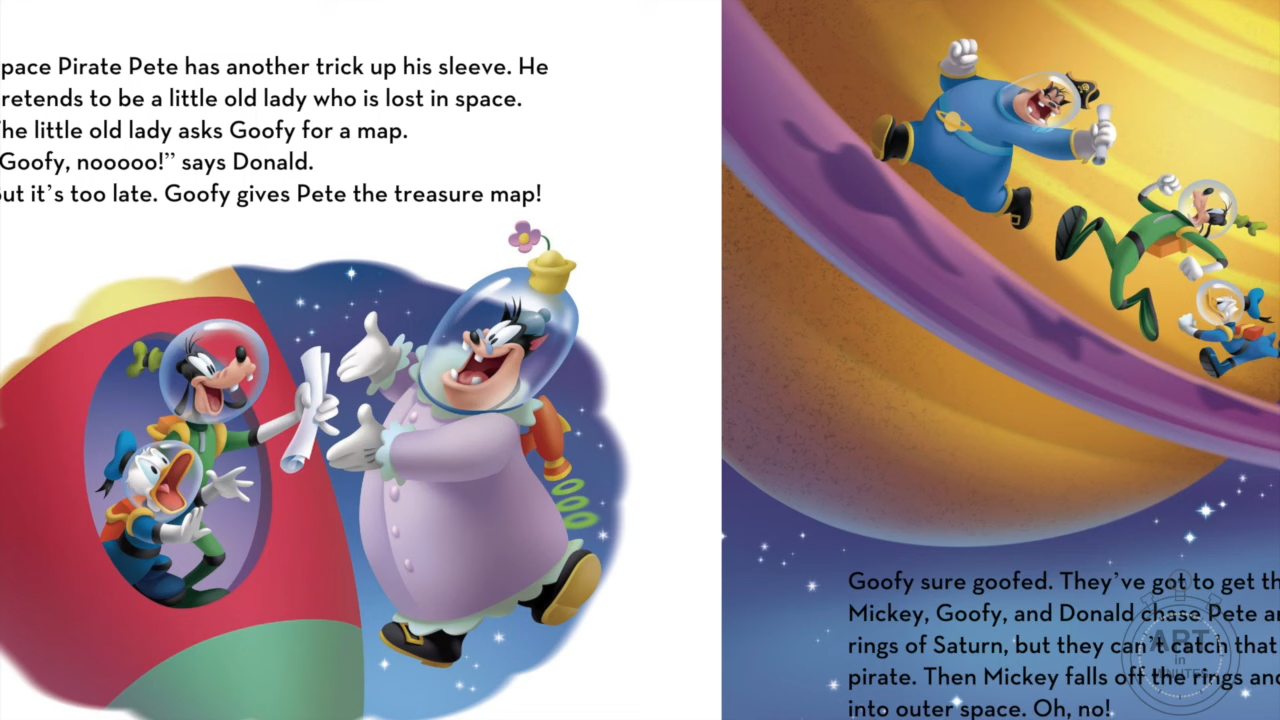 pace Pirate Pete has another trick up his sleeve. He
retends to be a little old lady who is lost in space.
he little old lady asks Goofy for a map.
Goofy, nooooo!” says Donald.
ut it’s too late. Goofy gives Pete the treasure map!
Goofy sure goofed. They’ve got to get th
Mickey, Goofy, and Donald chase Pete a
rings of Saturn, but they can’t catch that
pirate. Then Mickey falls off the rings and
into outer space. Oh, no!
ART
in
MINUTES